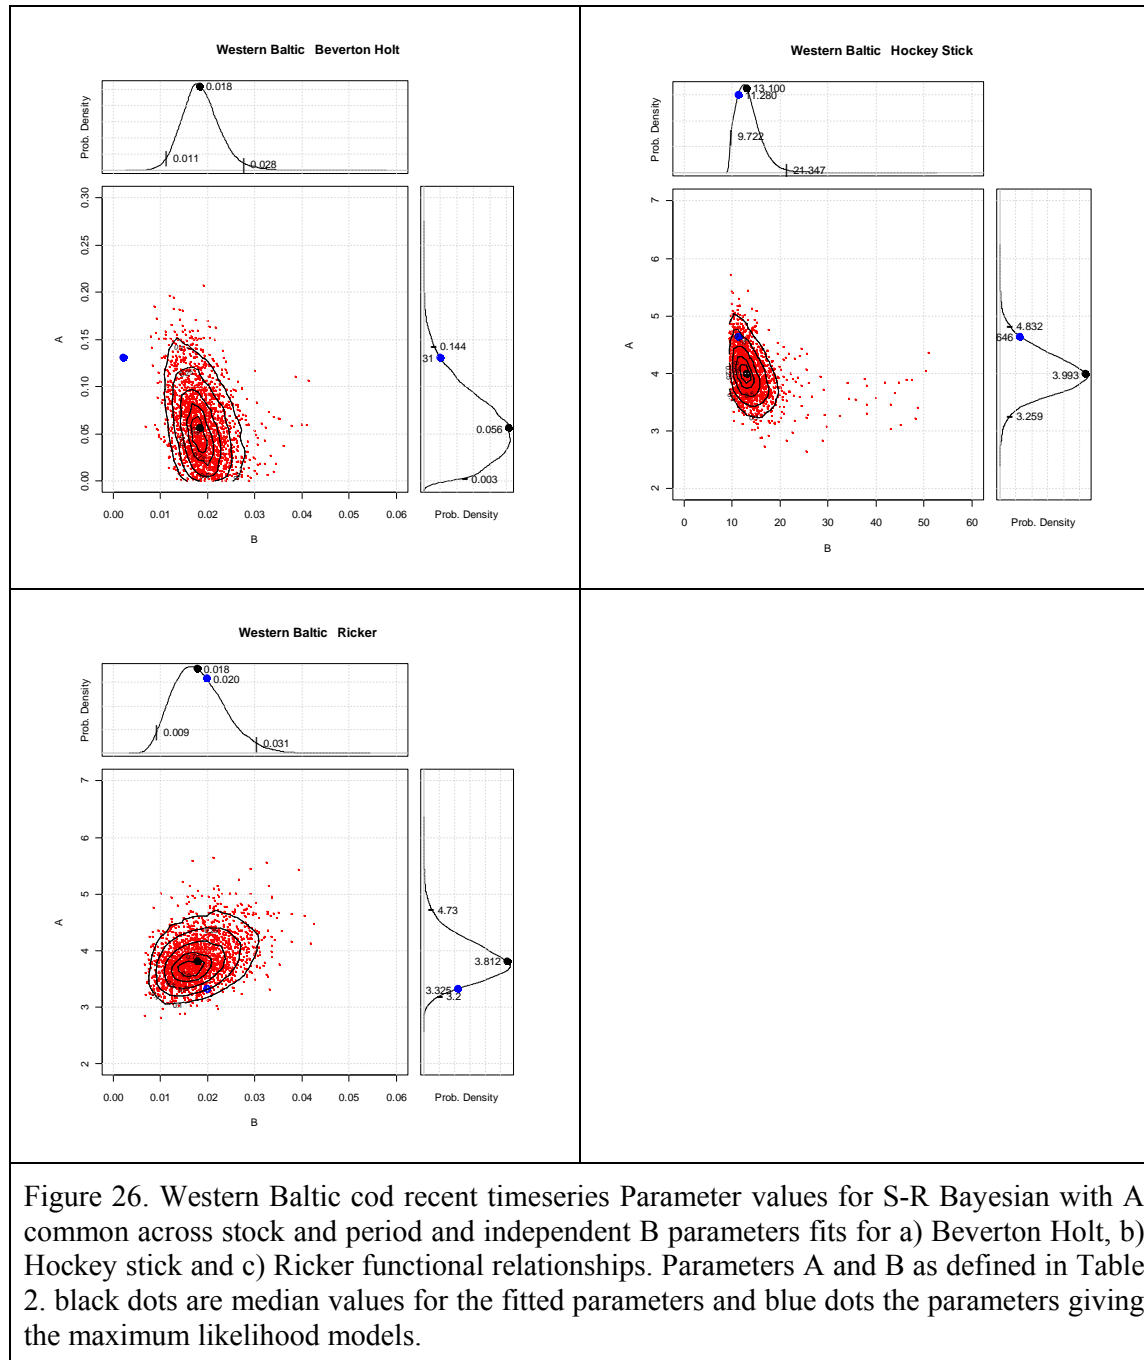 Western Baltic Beverton Holt
Prob. Density
0.018
0.011
0.028
A
0.00 0.05 0.10 0.15 0.20 0.25 0.30
0.144
31
0.056
0.003
0.00 0.01 0.02 0.03 0.04 0.05 0.06
Prob. Density
B
Western Baltic Hockey Stick
Prob. Density
13.100
11.280
9.722
21.347
A
2 3 4 5 6 7
4.832
646
3.993
3.259
0 10 20 30 40 50 60
Prob. Density
B
Western Baltic Ricker
Prob. Density
0.018
0.020
0.009
0.031
A
2 3 4 5 6 7
4.73
3.812
3.325
3.2
0.00 0.01 0.02 0.03 0.04 0.05 0.06
Prob. Density
B
Figure 26. Western Baltic cod recent timeseries Parameter values for S-R Bayesian with A
common across stock and period and independent B parameters fits for a) Beverton Holt, b)
Hockey stick and c) Ricker functional relationships. Parameters A and B as defined in Table
2. black dots are median values for the fitted parameters and blue dots the parameters giving
the maximum likelihood models.